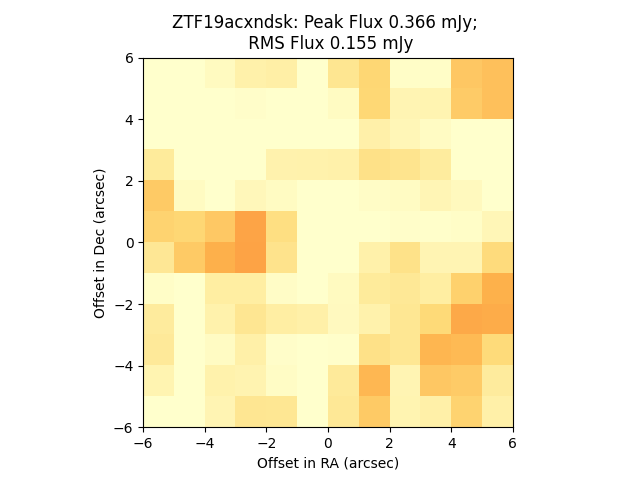 ZTF19acxndsk: Peak Flux 0.366 mJy;
RMS Flux 0.155 mJy
6
4
2
0
−2
−4
−6
Offset in Dec (arcsec)
−6 −4 −2 0 2 4 6
Offset in RA (arcsec)